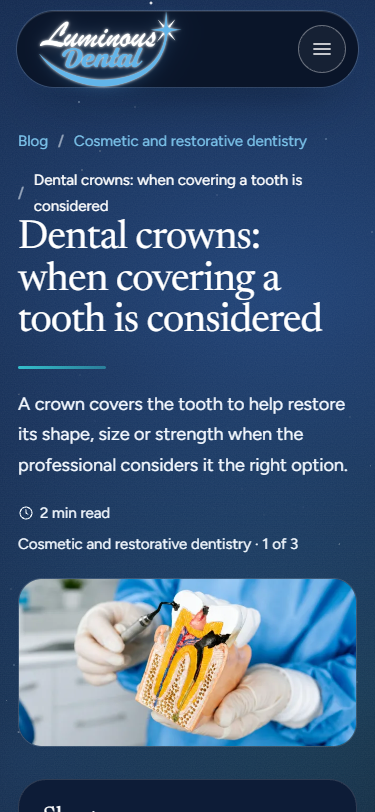 Luminous
Dental
Blog / Cosmetic and restorative dentistry
/ Dental crowns: when covering a tooth is
considered
Dental crowns:
when covering a
tooth is considered
A crown covers the tooth to help restore
its shape, size or strength when the
professional considers it the right option.
2 min read
Cosmetic and restorative dentistry · 1 of 3